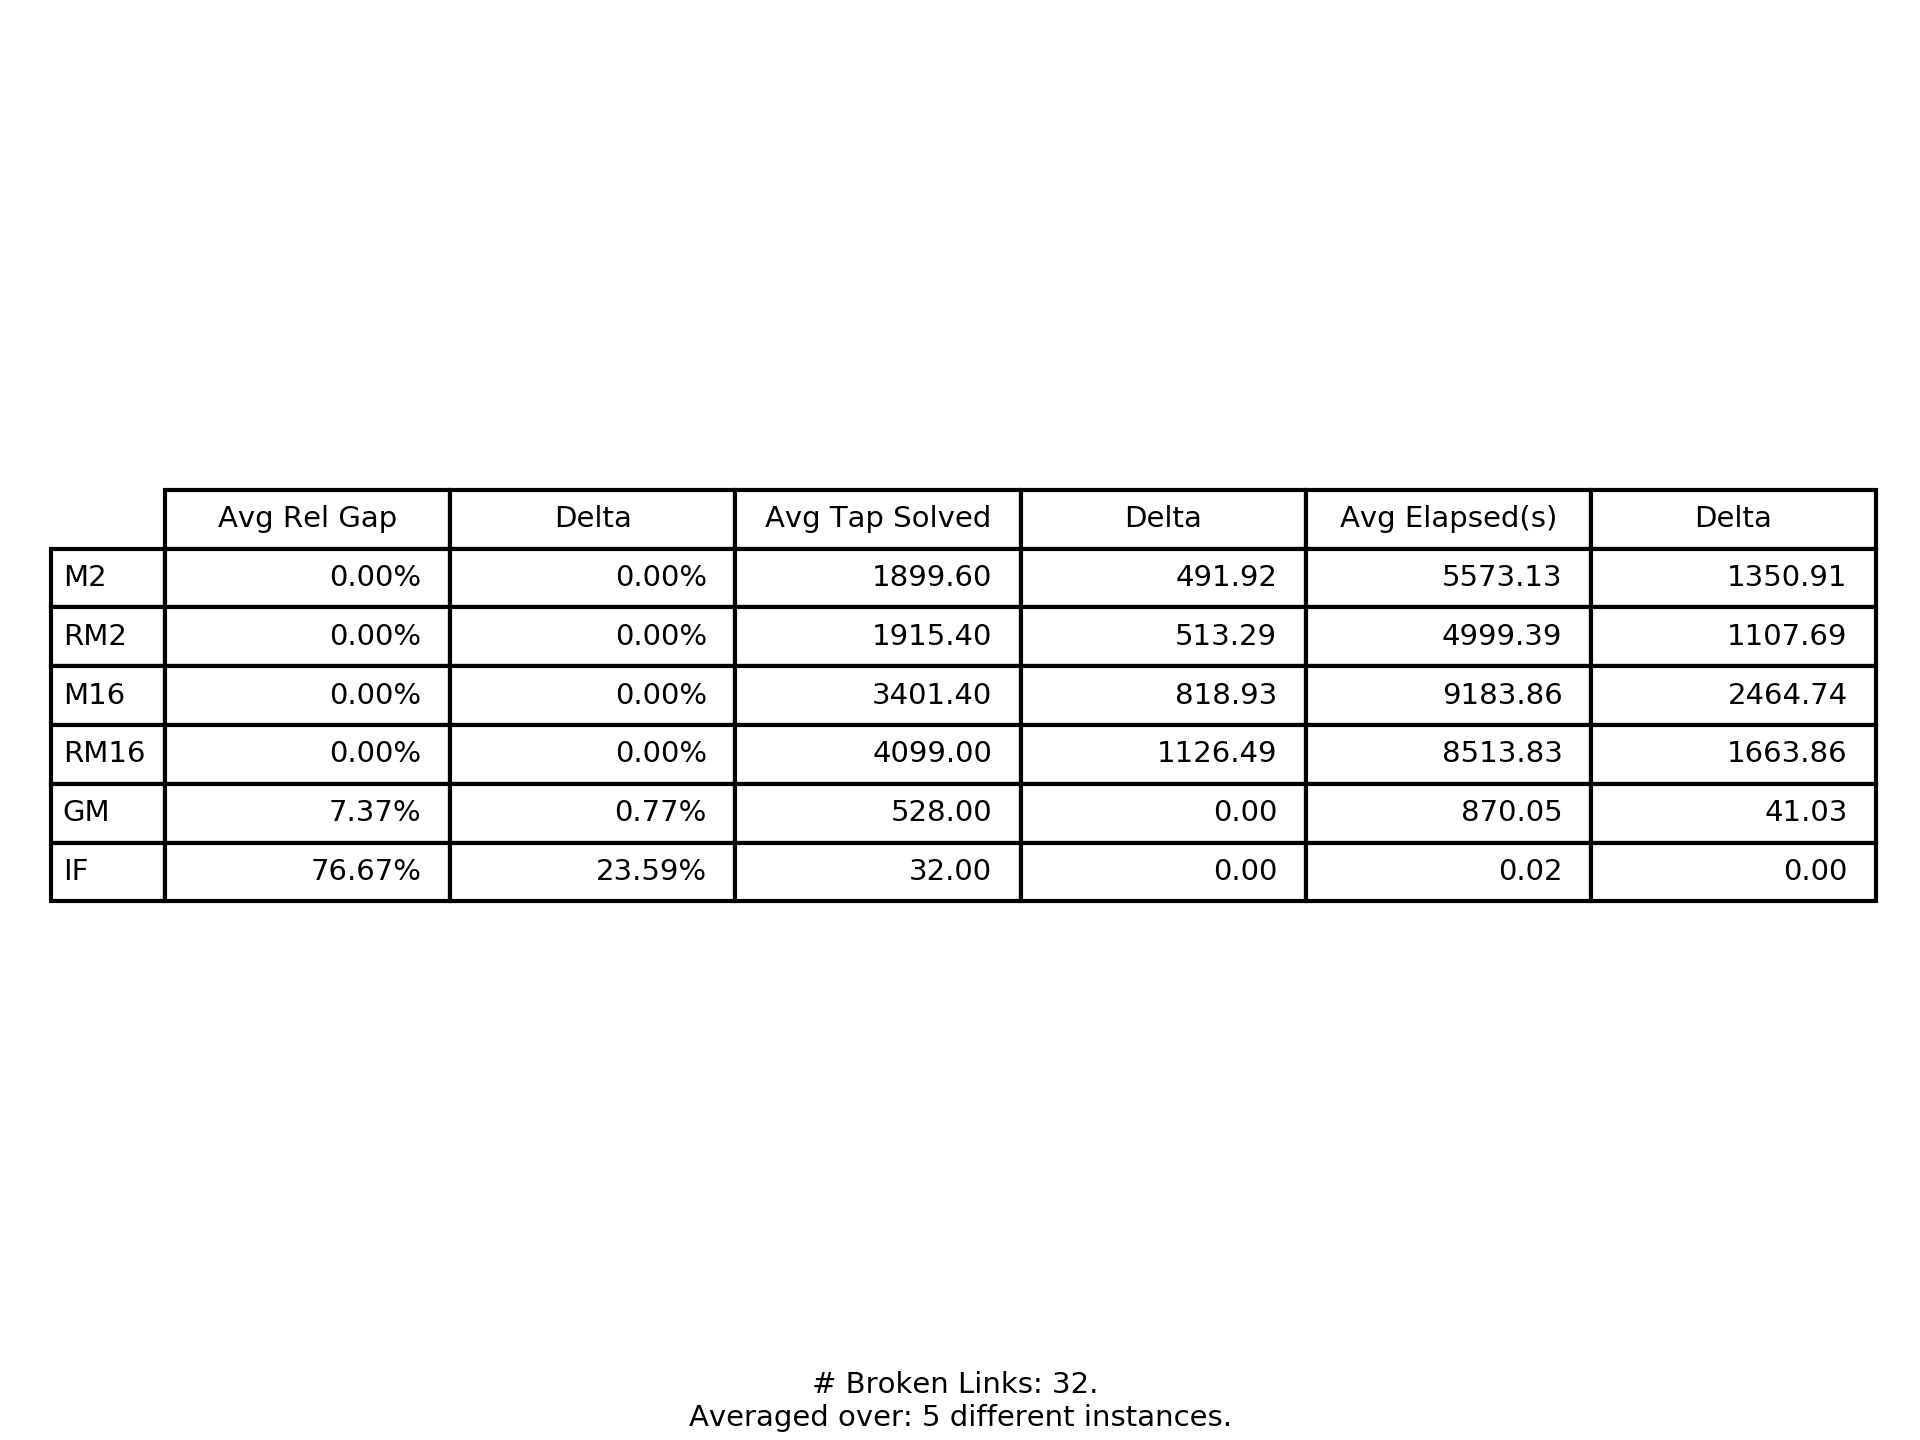 Avg Rel Gap Delta Avg Tap Solved Delta Avg Elapsed(s) Delta
M2 0.00% 0.00% 1899.60 491.92 5573.13 1350.91
RM2 0.00% 0.00% 1915.40 513.29 4999.39 1107.69
M16 0.00% 0.00% 3401.40 818.93 9183.86 2464.74
RM16 0.00% 0.00% 4099.00 1126.49 8513.83 1663.86
GM 7.37% 0.77% 528.00 0.00 870.05 41.03
IF 76.67% 23.59% 32.00 0.00 0.02 0.00
# Broken Links: 32.
Averaged over: 5 different instances.